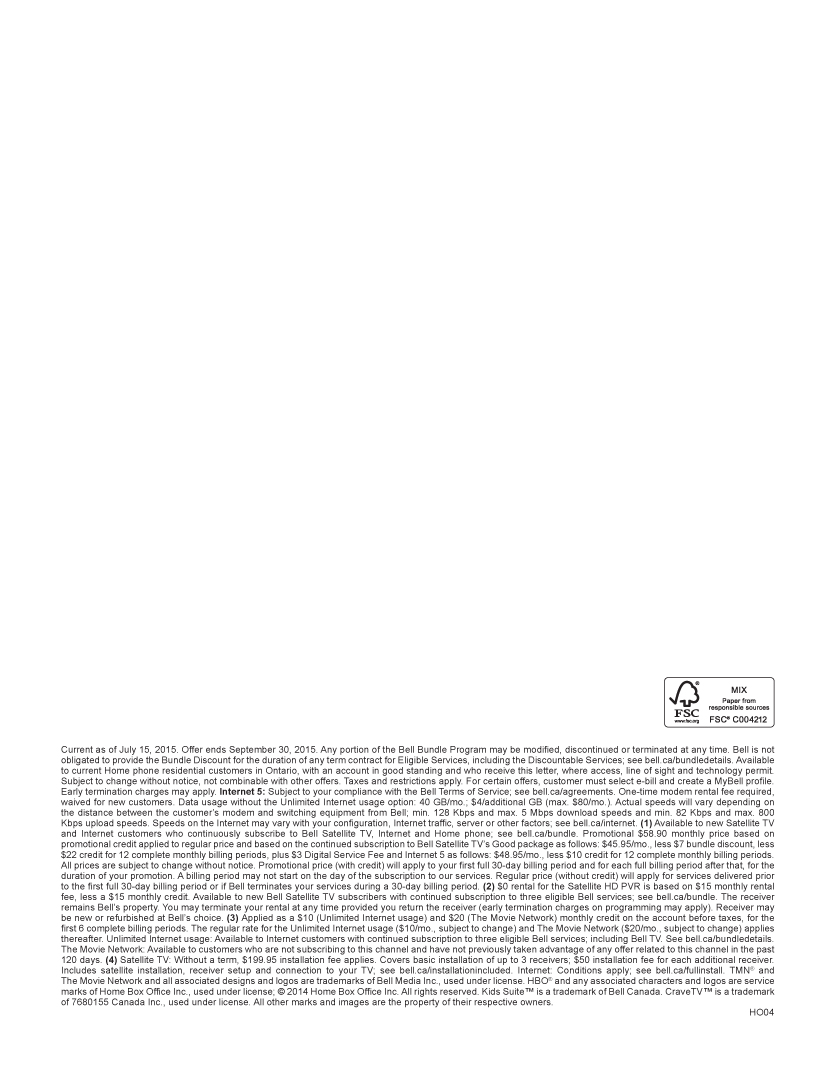 MIX
Paper from
responsible sources
FSC® C004212
®
FSC
www.fsc.org
Current as of July 15, 2015. Offer ends September 30, 2015. Any portion of the Bell Bundle Program may be modified, discontinued or terminated at any time. Bell is not
obligated to provide the Bundle Discount for the duration of any term contract for Eligible Services, including the Discountable Services; see bell.ca/bundledetails. Available
to current Home phone residential customers in Ontario, with an account in good standing and who receive this letter, where access, line of sight and technology permit.
Subject to change without notice, not combinable with other offers. Taxes and restrictions apply. For certain offers, customer must select e-bill and create a MyBell profile.
Early termination charges may apply. Internet 5: Subject to your compliance with the Bell Terms of Service; see bell.ca/agreements. One-time modem rental fee required,
waived for new customers. Data usage without the Unlimited Internet usage option: 40 GB/mo.; $4/additional GB (max. $80/mo.). Actual speeds will vary depending on
the distance between the customer's modem and switching equipment from Bell; min. 128 Kbps and max. 5 Mbps download speeds and min. 82 Kbps and max. 800
Kbps upload speeds. Speeds on the Internet may vary with your configuration, Internet traffic, server or other factors; see bell.ca/internet. (1) Available to new Satellite TV
and Internet customers who continuously subscribe to Bell Satellite TV, Internet and Home phone; see bell.ca/bundle. Promotional $58.90 monthly price based on
promotional credit applied to regular price and based on the continued subscription to Bell Satellite TV's Good package as follows: $45.95/mo., less $7 bundle discount, less
$22 credit for 12 complete monthly billing periods, plus $3 Digital Service Fee and Internet 5 as follows: $48.95/mo., less $10 credit for 12 complete monthly billing periods.
All prices are subject to change without notice. Promotional price (with credit) will apply to your first full 30-day billing period and for each full billing period after that, for the
duration of your promotion. A billing period may not start on the day of the subscription to our services. Regular price (without credit) will apply for services delivered prior
to the first full 30-day billing period or if Bell terminates your services during a 30-day billing period. (2) $0 rental for the Satellite HD PVR is based on $15 monthly rental
fee, less a $15 monthly credit. Available to new Bell Satellite TV subscribers with continued subscription to three eligible Bell services; see bell.ca/bundle. The receiver
remains Bell's property. You may terminate your rental at any time provided you return the receiver (early termination charges on programming may apply). Receiver may
be new or refurbished at Bell's choice. (3) Applied as a $10 (Unlimited Internet usage) and $20 (The Movie Network) monthly credit on the account before taxes, for the
first 6 complete billing periods. The regular rate for the Unlimited Internet usage ($10/mo., subject to change) and The Movie Network ($20/mo., subject to change) applies
thereafter. Unlimited Internet usage: Available to Internet customers with continued subscription to three eligible Bell services; including Bell TV. See bell.ca/bundledetails.
The Movie Network: Available to customers who are not subscribing to this channel and have not previously taken advantage of any offer related to this channel in the past
120 days. (4) Satellite TV: Without a term, $199.95 installation fee applies. Covers basic installation of up to 3 receivers; $50 installation fee for each additional receiver.
Includes satellite installation, receiver setup and connection to your TV; see bell.ca/installationincluded. Internet: Conditions apply; see bell.ca/fullinstall. TMN® and
The Movie Network and all associated designs and logos are trademarks of Bell Media Inc., used under license. HBO® and any associated characters and logos are service
marks of Home Box Office Inc., used under license; © 2014 Home Box Office Inc. All rights reserved. Kids Suite™ is a trademark of Bell Canada. CraveTV™ is a trademark
of 7680155 Canada Inc., used under license. All other marks and images are the property of their respective owners.
HO04